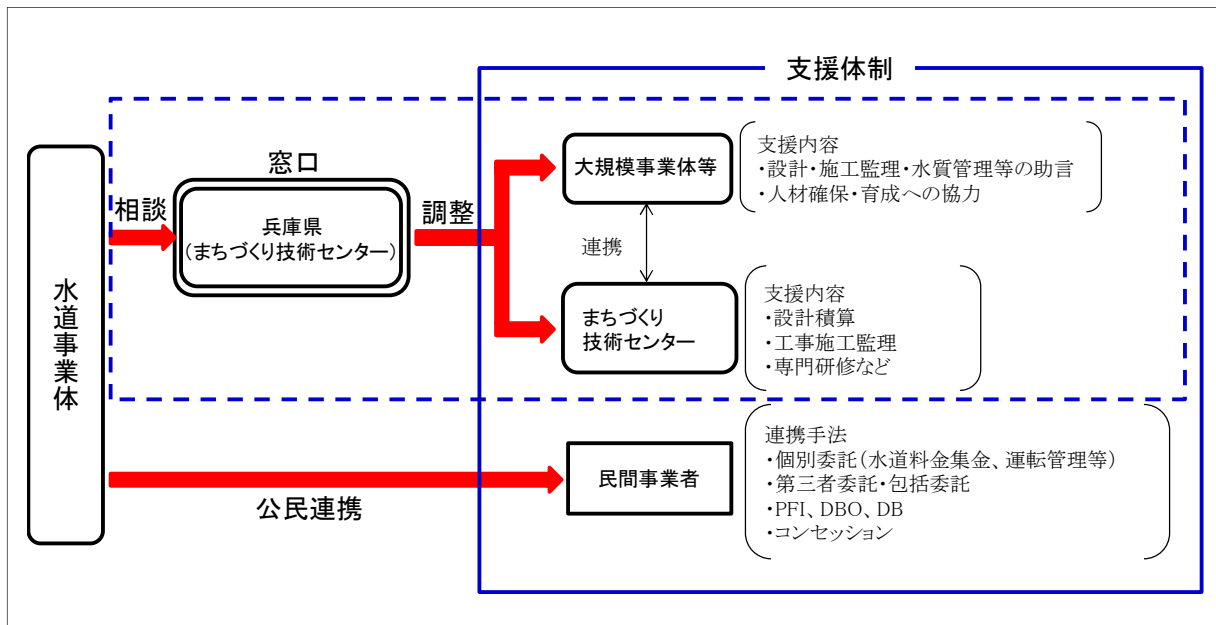 支援体制
水道事業体
相談
窓口
兵庫県
(まちづくり技術センター)
調整
大規模事業体等
支援内容
・設計・施工監理・水質管理等の助言
・人材確保・育成への協力
連携
まちづくり
技術センター
支援内容
・設計積算
・工事施工監理
・専門研修など
公民連携
民間事業者
連携手法
・個別委託(水道料金集金、運転管理等)
・第三者委託・包括委託
・PFI、DBO、DB
・コンセッション